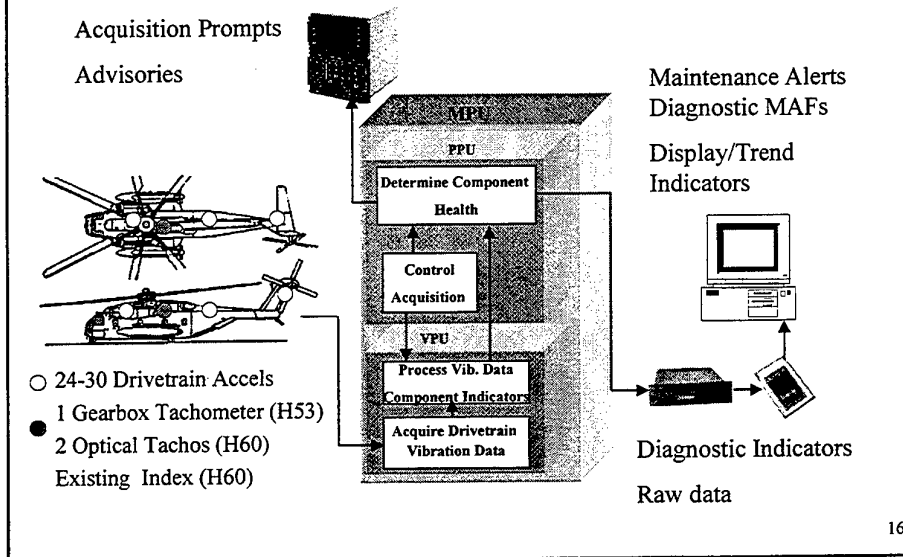 Acquisition Prompts
Advisories
MPU
PPU
Determine Component
Health
Control
Acquisition
VPU
Process Vib. Data
Component Indicators
Acquire Drivetrain
Vibration Data
24-30 Drivetrain Accels
1 Gearbox Tachometer (H53)
2 Optical Tachos (H60)
Existing Index (H60)
Maintenance Alerts
Diagnostic MAFs
Display/Trend
Indicators
Diagnostic Indicators
Raw data
16